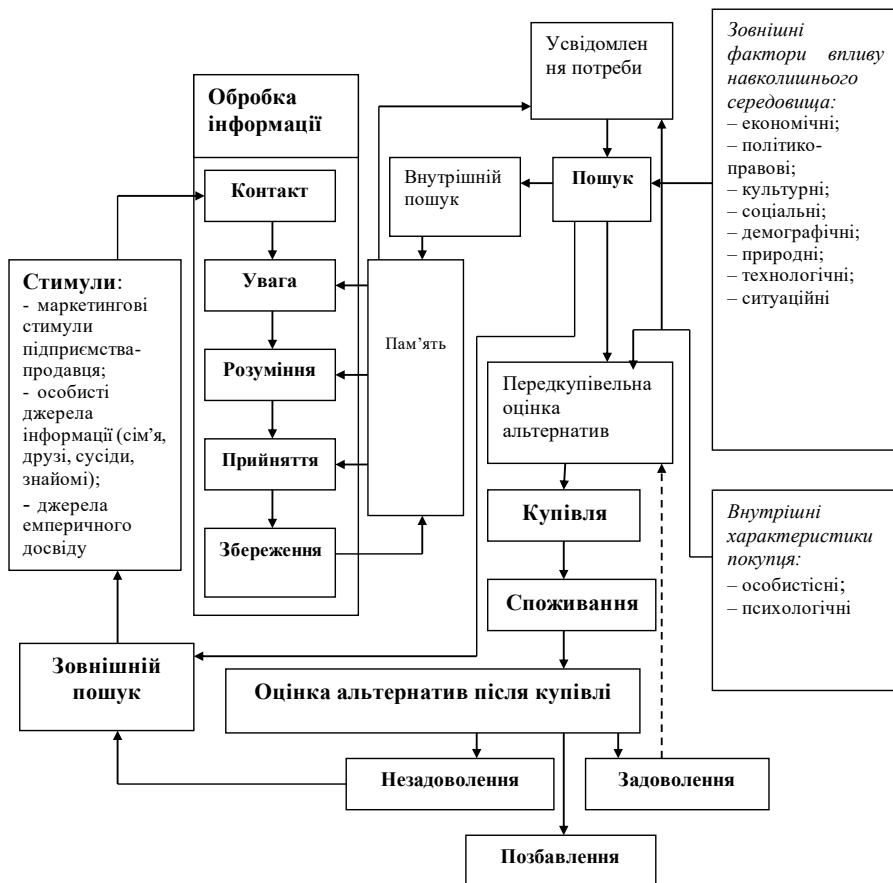 Усвідомлен
ня потреби
Зовнішні
фактори впливу
навколишнього
середовища:
– економічні;
– політико-
правові;
– культурні;
– соціальні;
– демографічні;
– природні;
– технологічні;
– ситуаційні
Обробка
інформації
Контакт
Внутрішній
пошук
Пошук
Стимули:
- маркетингові
стимули
підприємства-
продавця;
- особисті
джерела
інформації (сім’я,
друзі, сусіди,
знайомі);
- джерела
емперичного
досвіду
Увага
Розуміння
Прийняття
Збереження
Пам’ять
Передкупівельна
оцінка
альтернатив
Купівля
Споживання
Внутрішні
характеристики
покупця:
– особистісні;
– психологічні
Зовнішній
пошук
Оцінка альтернатив після купівлі
Незадоволення
Задоволення
Позбавлення